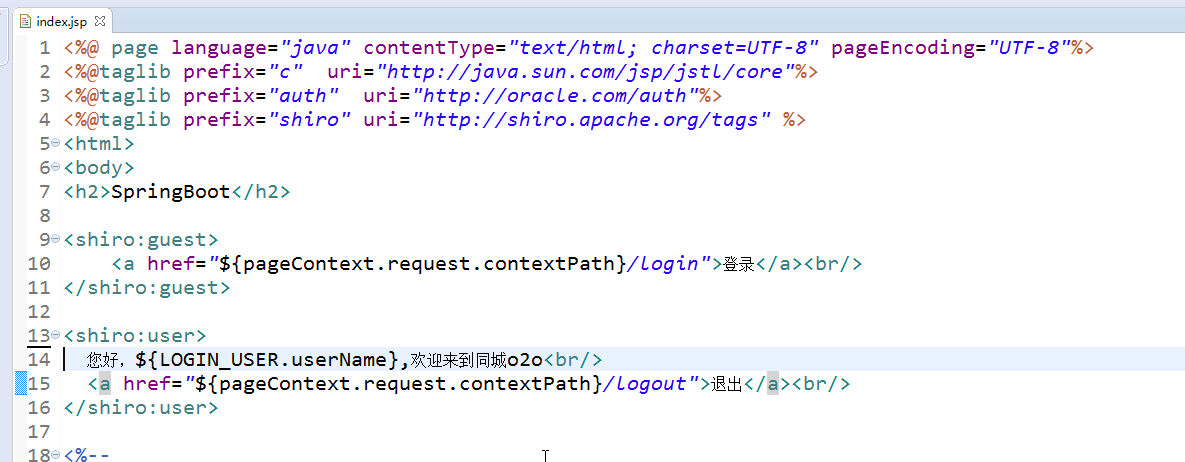 index.jsp
1 <%@ page language="java" contentType="text/html; charset=UTF-8" pageEncoding="UTF-8"%>
2 <%@taglib prefix="c"  uri="http://java.sun.com/jsp/jstl/core"%>
3 <%@taglib prefix="auth"  uri="http://oracle.com/auth"%>
4 <%@taglib prefix="shiro" uri="http://shiro.apache.org/tags" %>
5 <html>
6 <body>
7 <h2>SpringBoot</h2>
8
9 <shiro:guest>
10     <a href="${pageContext.request.contextPath}/login">登录</a><br/>
11 </shiro:guest>
12
13 <shiro:user>
14   您好，${LOGIN_USER.userName},欢迎来到同城o2o<br/>
15   <a href="${pageContext.request.contextPath}/logout">退出</a><br/>
16 </shiro:user>
17
18 <%--